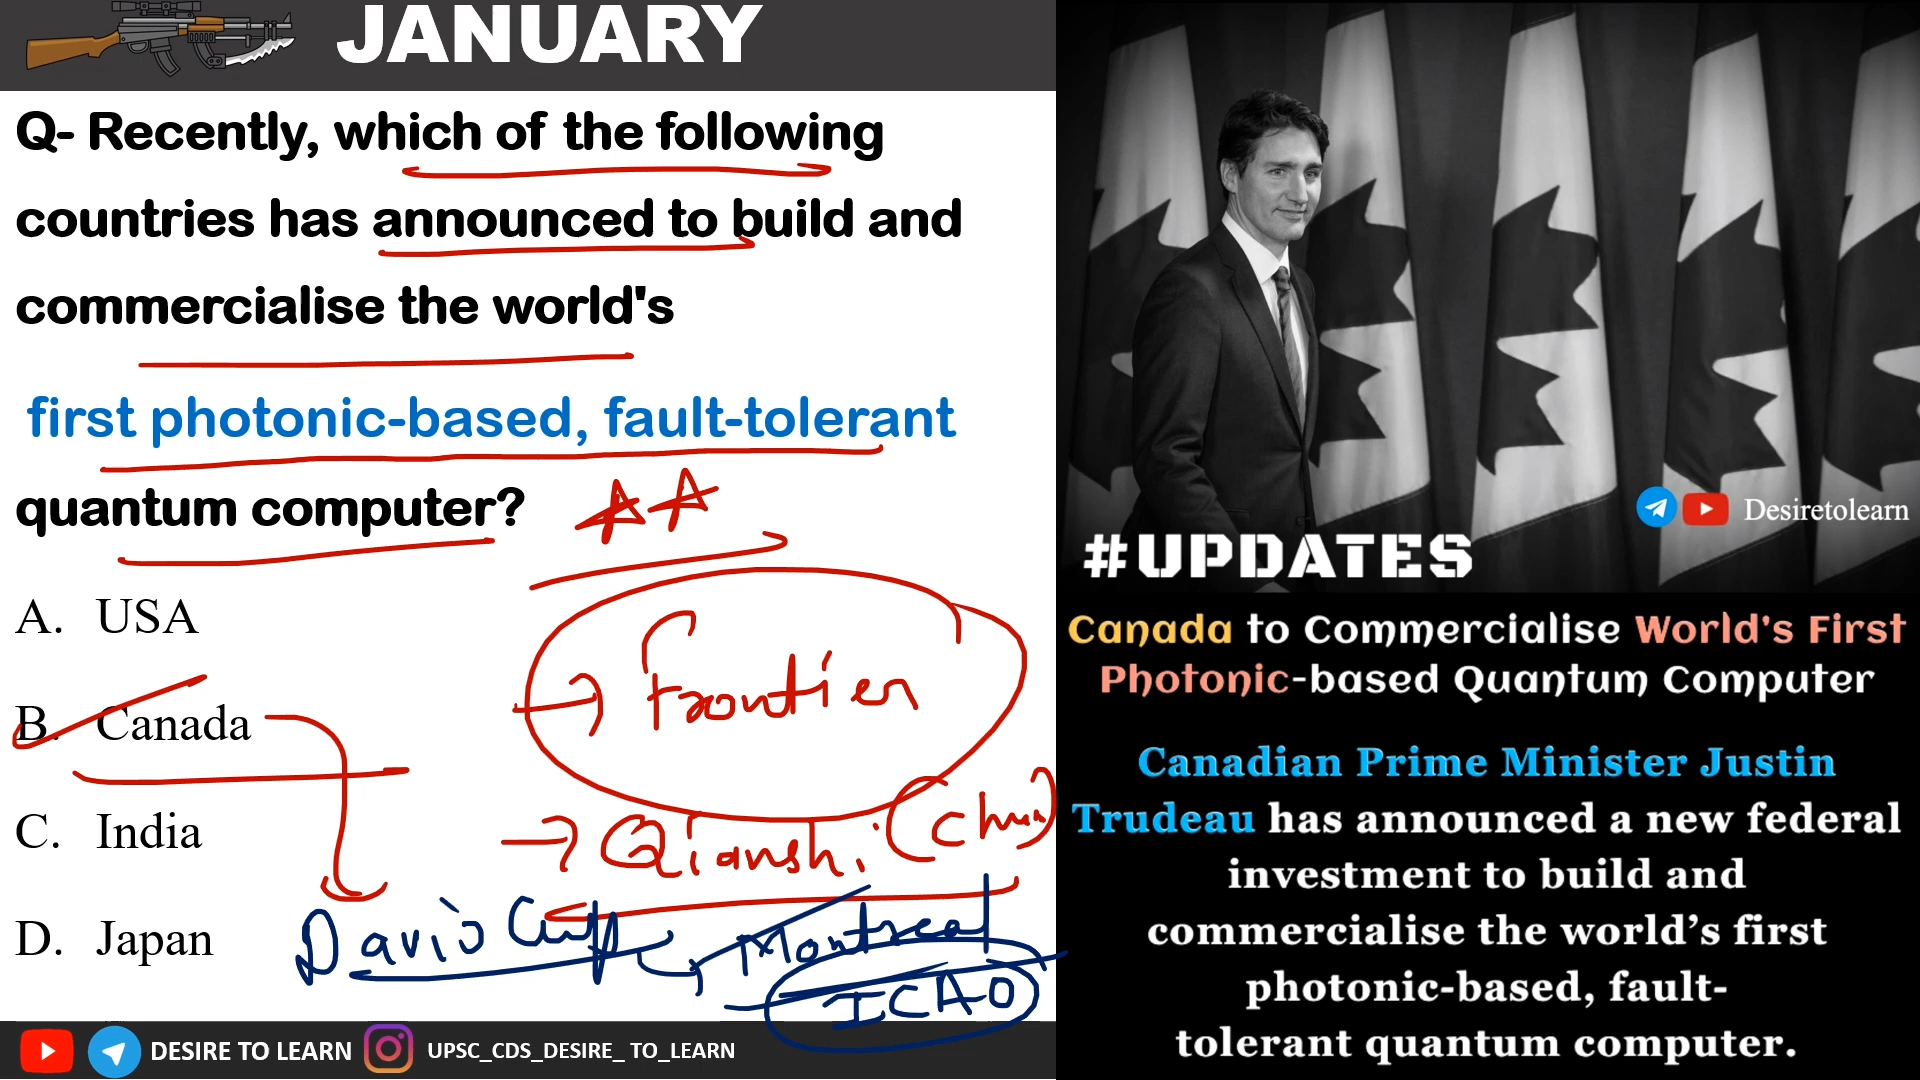 JANUARY
Q- Recently, which of the following
countries has announced to build and
commercialise the world's
first photonic-based, fault-tolerant
quantum computer?
A. USA
B. Canada
C. India
D. Japan
Frontier
Qianshi
Montreal
ICAO
DESIRE TO LEARN
UPSC_CDS_DESIRE_ TO_LEARN
Desiretolearn
#UPDATES
Canada to Commercialise World's First
Photonic-based Quantum Computer
Canadian Prime Minister Justin
Trudeau has announced a new federal
investment to build and
commercialise the world’s first
photonic-based, fault-
tolerant quantum computer.